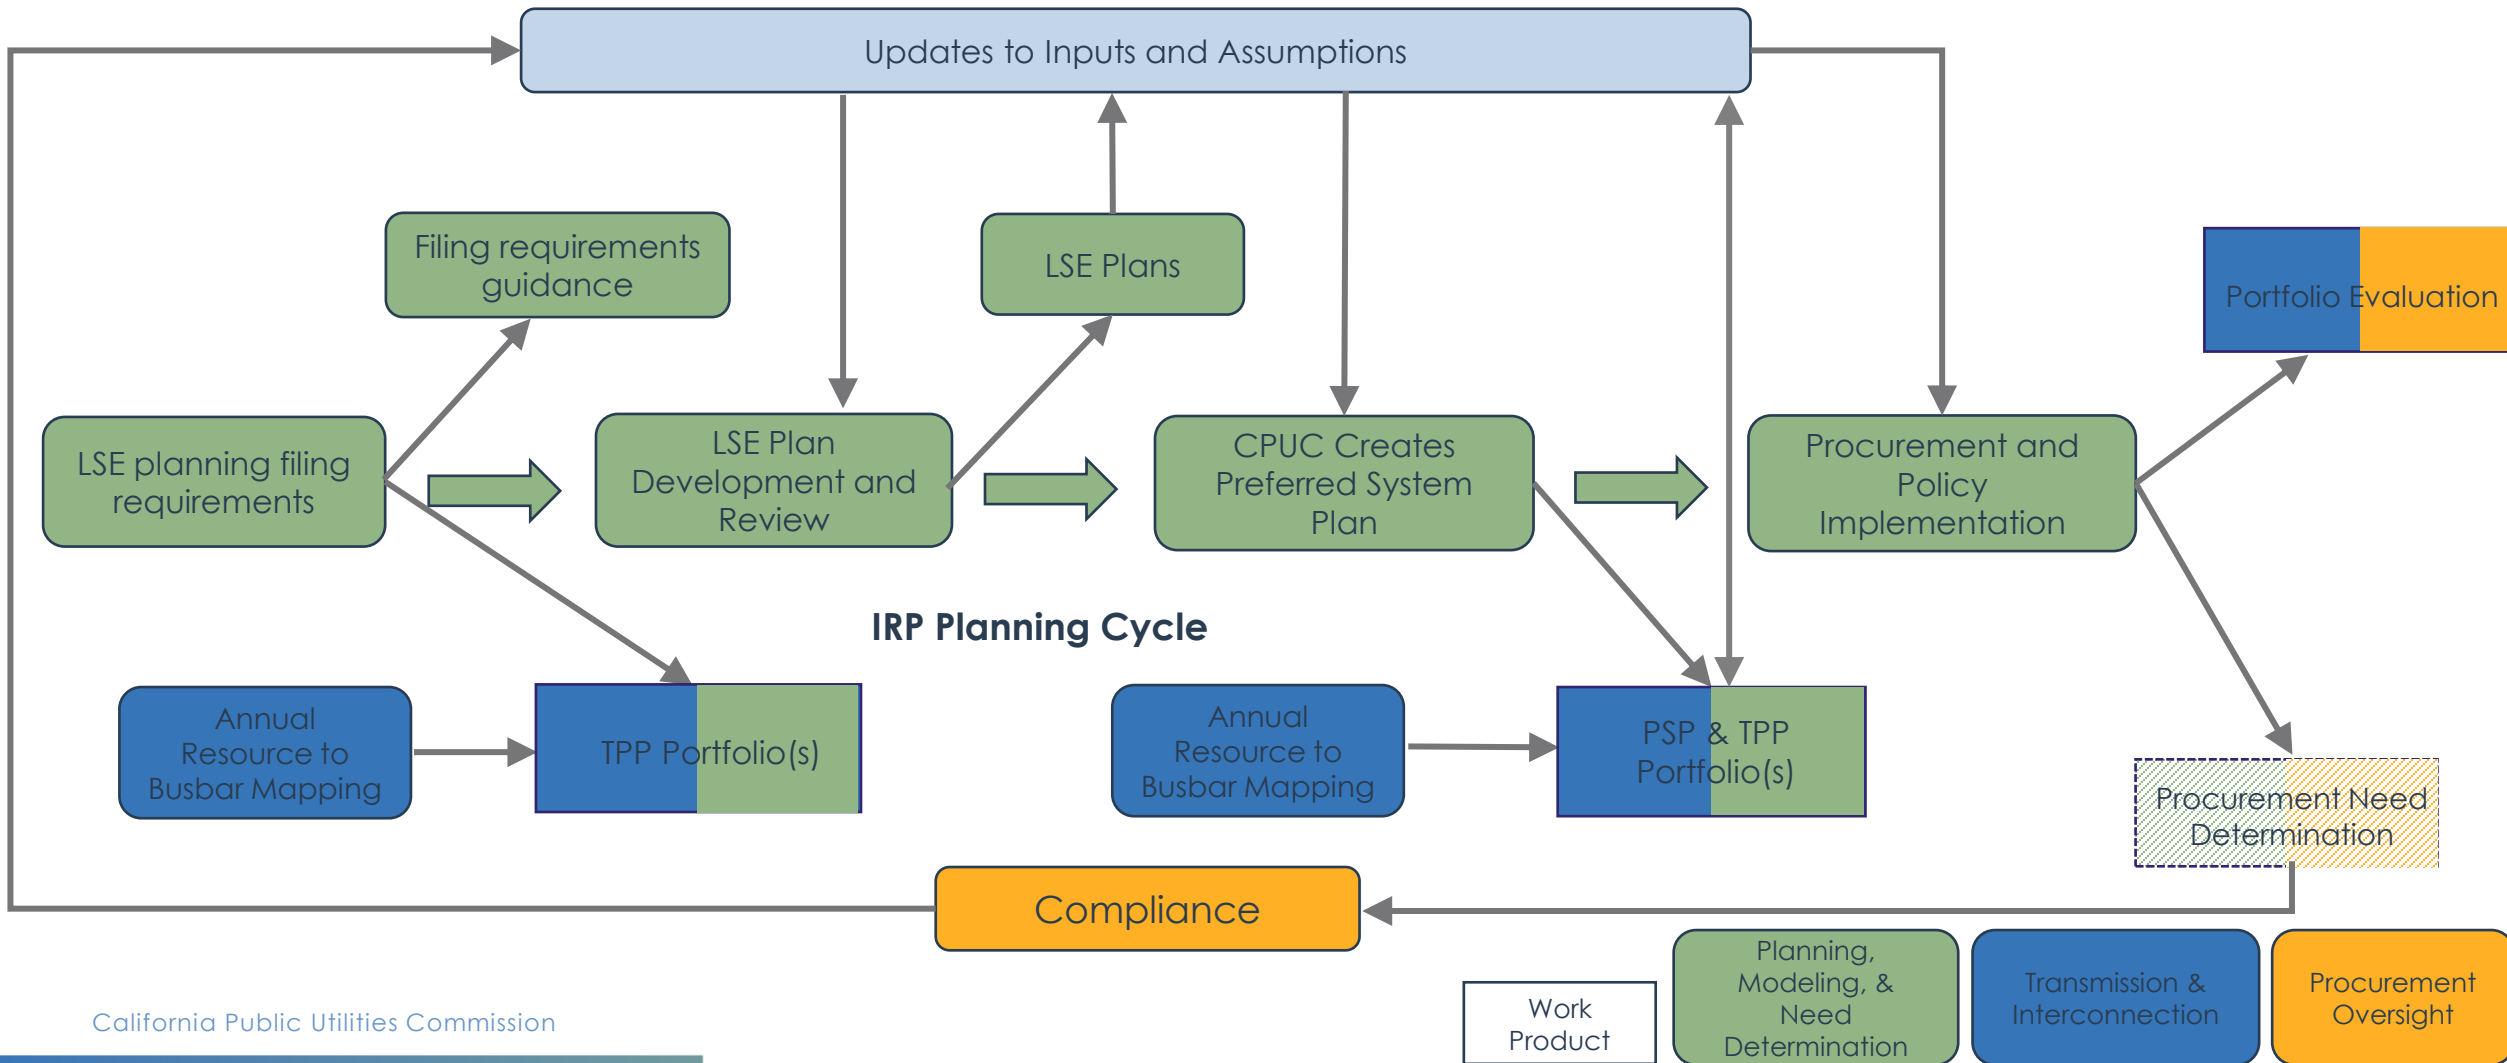 Updates to Inputs and Assumptions
Filing requirements
guidance
LSE Plans
Portfolio Evaluation
LSE planning filing
requirements
LSE Plan
Development and
Review
CPUC Creates
Preferred System
Plan
Procurement and
Policy
Implementation
IRP Planning Cycle
Annual
Resource to
Busbar Mapping
TPP Portfolio(s)
Annual
Resource to
Busbar Mapping
PSP & TPP
Portfolio(s)
Procurement Need
Determination
Compliance
Work
Product
Planning,
Modeling, &
Need
Determination
Transmission &
Interconnection
Procurement
Oversight
California Public Utilities Commission